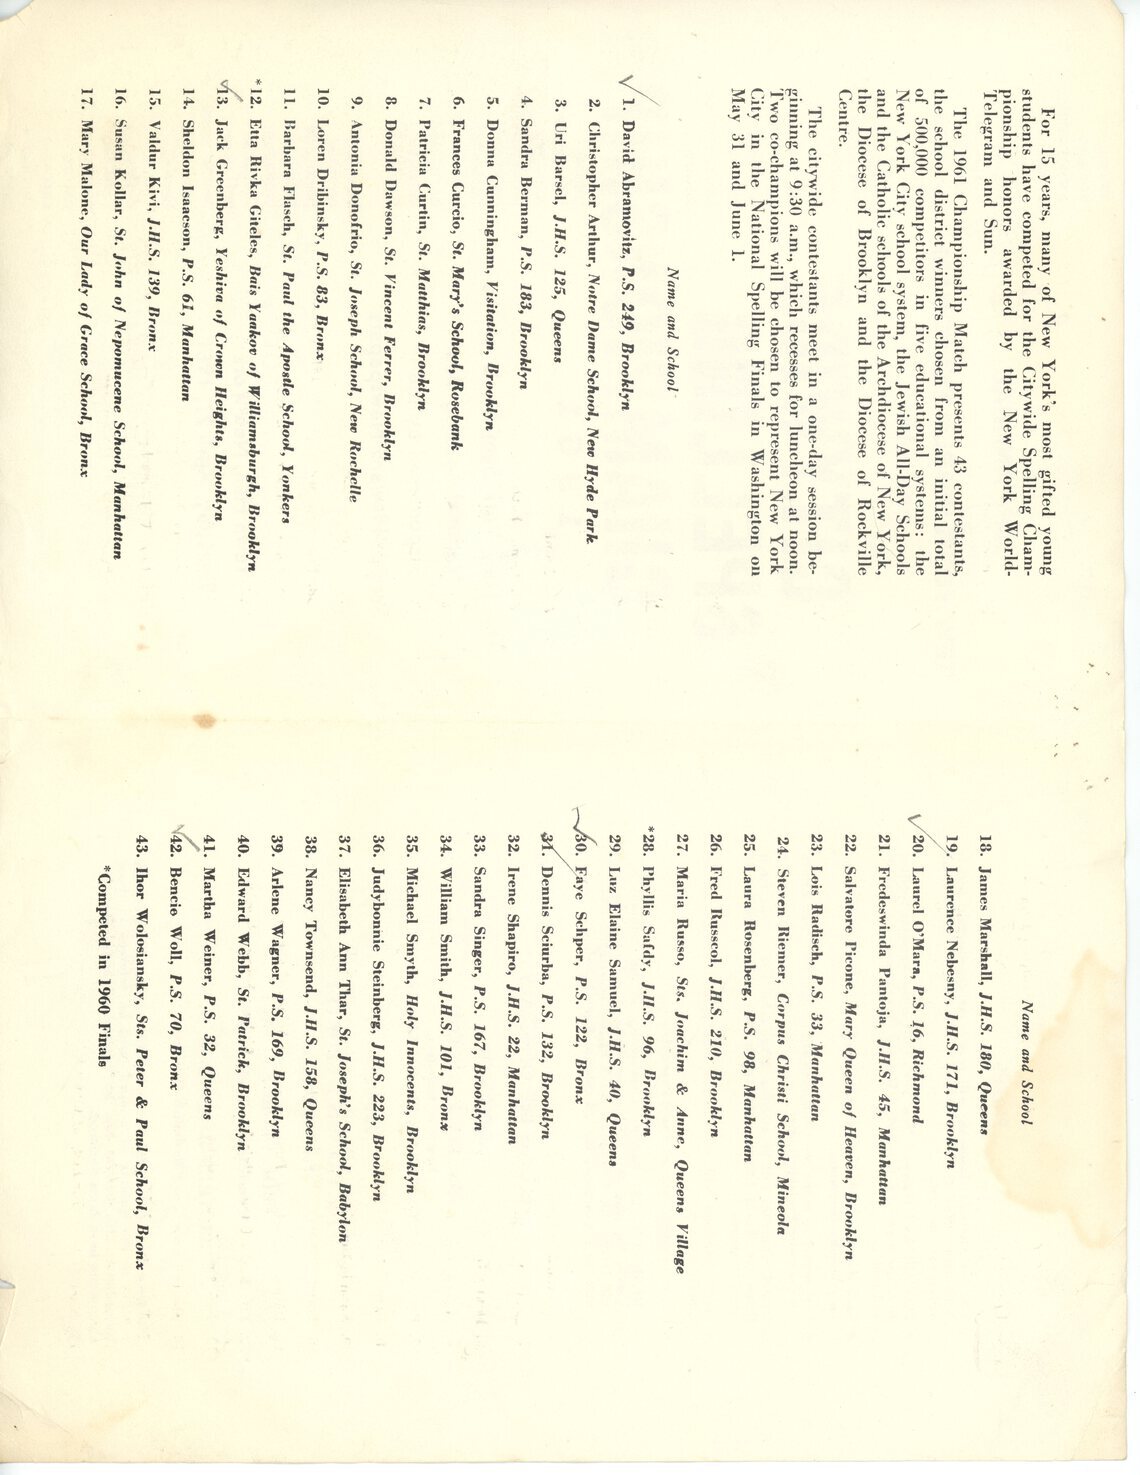 For 15 years, many of New York's most gifted young
students have competed for the Citywide Spelling Cham-
pionship honors awarded by the New York World-
Telegram and Sun.
The 1961 Championship Match presents 43 contestants,
the school district winners chosen from an initial total
of 500,000 competitors in five educational systems: the
New York City school system, the Jewish All-Day Schools
and the Catholic schools of the Archdiocese of New York,
the Diocese of Brooklyn and the Diocese of Rockville
Centre.
The citywide contestants meet in a one-day session be-
ginning at 9:30 a.m., which recesses for luncheon at noon.
Two co-champions will be chosen to represent New York
City in the National Spelling Finals in Washington on
May 31 and June 1.
Name and School
1. David Abramovitz, P.S. 249, Brooklyn
2. Christopher Arthur, Notre Dame School, New Hyde Park
3. Uri Barsel, J.H.S. 125, Queens
4. Sandra Berman, P.S. 183, Brooklyn
5. Donna Cunningham, Visitation, Brooklyn
6. Frances Curcio, St. Mary's School, Rosebank
7. Patricia Curtin, St. Matthias, Brooklyn
8. Donald Dawson, St. Vincent Ferrer, Brooklyn
9. Antonia Donofrio, St. Joseph School, New Rochelle
10. Loren Dribinsky, P.S. 83, Bronx
11. Barbara Flasch, St. Paul the Apostle School, Yonkers
*12. Etta Rivka Giteles, Bais Yaakov of Williamsburgh, Brooklyn
13. Jack Greenberg, Yeshiva of Crown Heights, Brooklyn
14. Sheldon Isaacson, P.S. 61, Manhattan
15. Valdur Kivi, J.H.S. 139, Bronx
16. Susan Kollar, St. John of Nepomucene School, Manhattan
17. Mary Malone, Our Lady of Grace School, Bronx
Name and School
18. James Marshall, J.H.S. 180, Queens
19. Laurence Nebesny, J.H.S. 171, Brooklyn
20. Laurel O'Mara, P.S. 16, Richmond
21. Fredeswinda Pantoja, J.H.S. 45, Manhattan
22. Salvatore Picone, Mary Queen of Heaven, Brooklyn
23. Lois Radisch, P.S. 33, Manhattan
24. Steven Riemer, Corpus Christi School, Mineola
25. Laura Rosenberg, P.S. 98, Manhattan
26. Fred Russcol, J.H.S. 210, Brooklyn
27. Maria Russo, Sts. Joachim & Anne, Queens Village
*28. Phyllis Safdy, J.H.S. 96, Brooklyn
29. Luz Elaine Samuel, J.H.S. 40, Queens
30. Faye Schper, P.S. 122, Bronx
31. Dennis Sciurba, P.S. 132, Brooklyn
32. Irene Shapiro, J.H.S. 22, Manhattan
33. Sandra Singer, P.S. 167, Brooklyn
34. William Smith, J.H.S. 101, Bronx
35. Michael Smyth, Holy Innocents, Brooklyn
36. Judybonnie Steinberg, J.H.S. 223, Brooklyn
37. Elisabeth Ann Thar, St. Joseph's School, Babylon
38. Nancy Townsend, J.H.S. 158, Queens
39. Arlene Wagner, P.S. 169, Brooklyn
40. Edward Webb, St. Patrick, Brooklyn
41. Martha Weiner, P.S. 32, Queens
42. Bencio Woll, P.S. 70, Bronx
43. Ihor Wolosiansky, Sts. Peter & Paul School, Bronx
*Competed in 1960 Finals